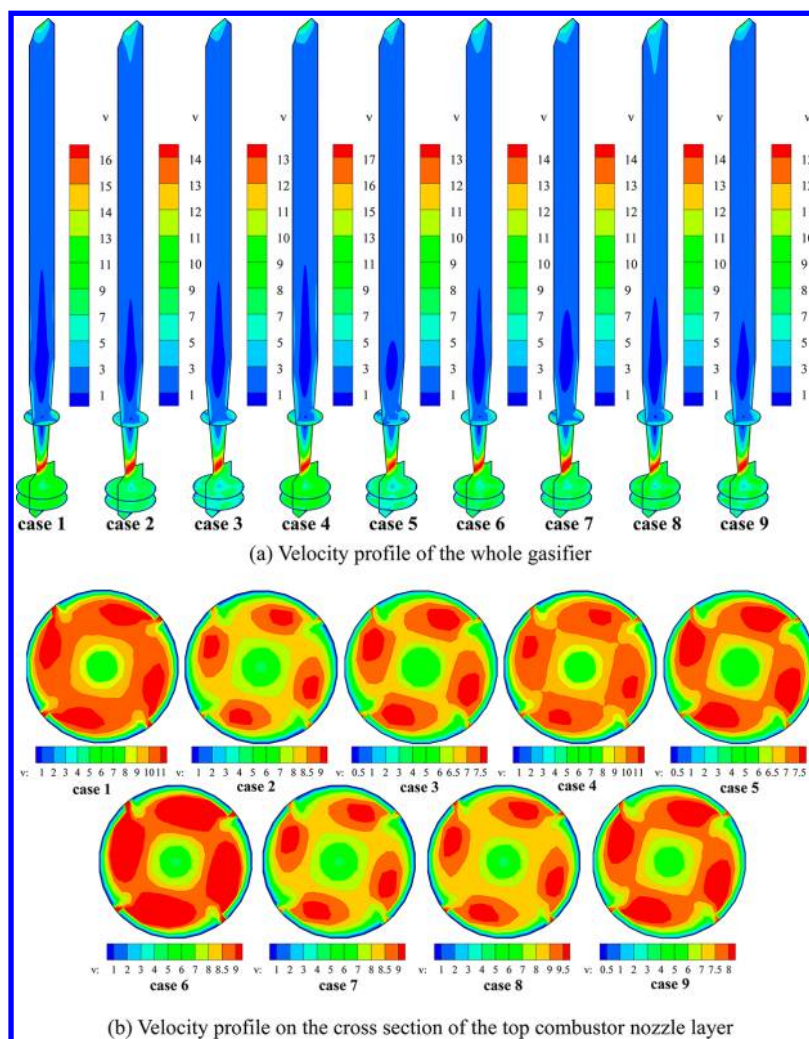 v v v v v v v v v
16 14 13 17 13 14 14 14
15 13 12 16 12 13 13 13
14 12 11 15 11 12 12 12
13 11 10 13 10 11 11 11
11 10 9 11 9 10 10 10
9 9 9 9 9 9
7 7 7 7 7 7 7 7 7
5 5 5 5 5 5 5 5 5
3 3 3 3 3 3 3 3 3
1 1 1 1 1 1 1 1 1
case 1 case 2 case 3 case 4 case 5 case 6 case 7 case 8 case 9
(a) Velocity profile of the whole gasifier
v: 1 2 3 4 5 6 7 8 9 10 11 v: 1 2 3 4 5 6 7 8 8.5 9 v: 0.5 1 2 3 4 5 6 6.5 7 7.5 v: 1 2 3 4 5 6 7 8 9 10 11 v: 0.5 1 2 3 4 5 6 6.5 7 7.5
case 1 case 2 case 3 case 4 case 5
v: 1 2 3 4 5 6 7 8 8.5 9 v: 1 2 3 4 5 6 7 8 8.5 9 v: 1 2 3 4 5 6 7 8 9 9.5 v: 0.5 1 2 3 4 5 6 7 7.5 8
case 6 case 7 case 8 case 9
(b) Velocity profile on the cross section of the top combustor nozzle layer